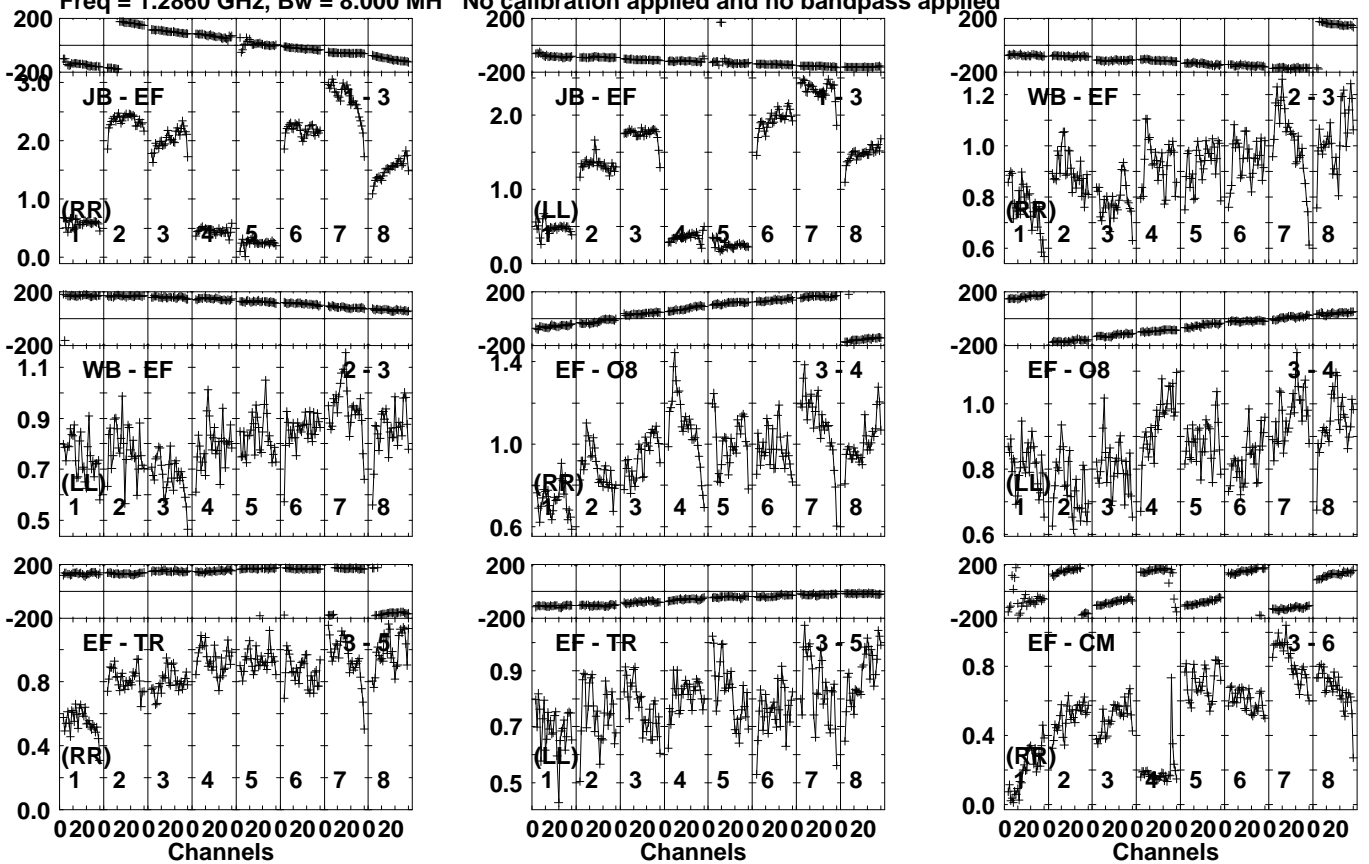 Freq = 1.2860 GHz, Bw = 8.000 MH   No calibration applied and no bandpass applied
200 200 200
-200 -200 -200
3.0 JB - EF 1 - 3 JB - EF 1 - 3 WB - EF 2 - 3
2.0 2.0 1.2
1.0 1.0 1.0
0.8
(RR) (LL) (RR)
1 2 3 4 5 6 7 8 1 2 3 4 5 6 7 8 1 2 3 4 5 6 7 8
0.0 0.0 0.6
200 200 200
-200 -200 -200
WB - EF 2 - 3 EF - O8 3 - 4 EF - O8 3 - 4
1.1 1.4
0.9 1.0 1.0
0.7 0.8
(LL) (RR) (LL)
1 2 3 4 5 6 7 8 1 2 3 4 5 6 7 8 1 2 3 4 5 6 7 8
0.5 0.6 0.6
200 200 200
-200 -200 -200
EF - TR 3 - 5 EF - TR 3 - 5 EF - CM 3 - 6
0.8 0.9 0.8
0.4 0.7 0.4
(RR) (LL) (RR)
1 2 3 4 5 6 7 8 1 2 3 4 5 6 7 8 1 2 3 4 5 6 7 8
0.0 0.5 0.0
0 20 0 20 0 20 0 20 0 20 0 20 0 20 0 20 0 20 0 20 0 20 0 20 0 20 0 20 0 20 0 20 0 20 0 20 0 20 0 20 0 20 0 20 0 20 0 20
Channels Channels Channels